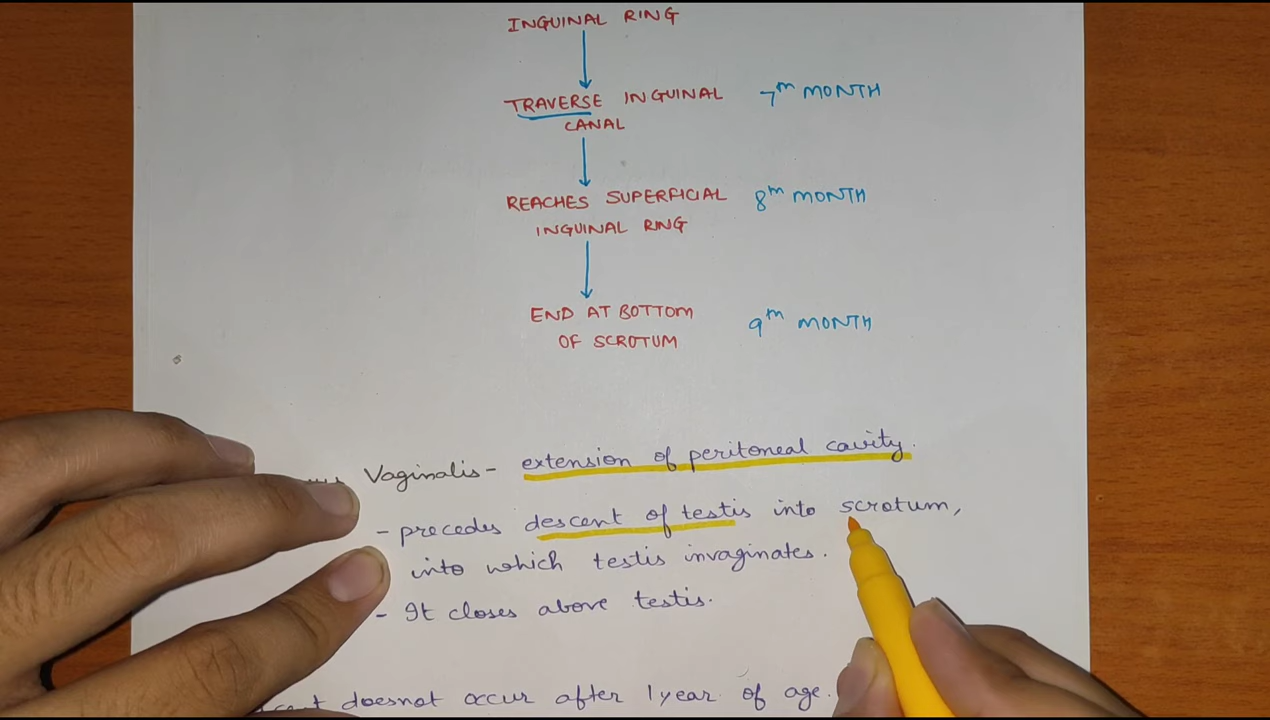 INGUINAL RING
TRAVERSE INGUINAL 7th MONTH
CANAL
REACHES SUPERFICIAL 8th MONTH
INGUINAL RING
END AT BOTTOM 9th MONTH
OF SCROTUM
Vaginalis - extension of peritoneal cavity.
- precedes descent of testis into scrotum,
into which testis invaginates.
- It closes above testis.
doesnot occur after 1 year of age.